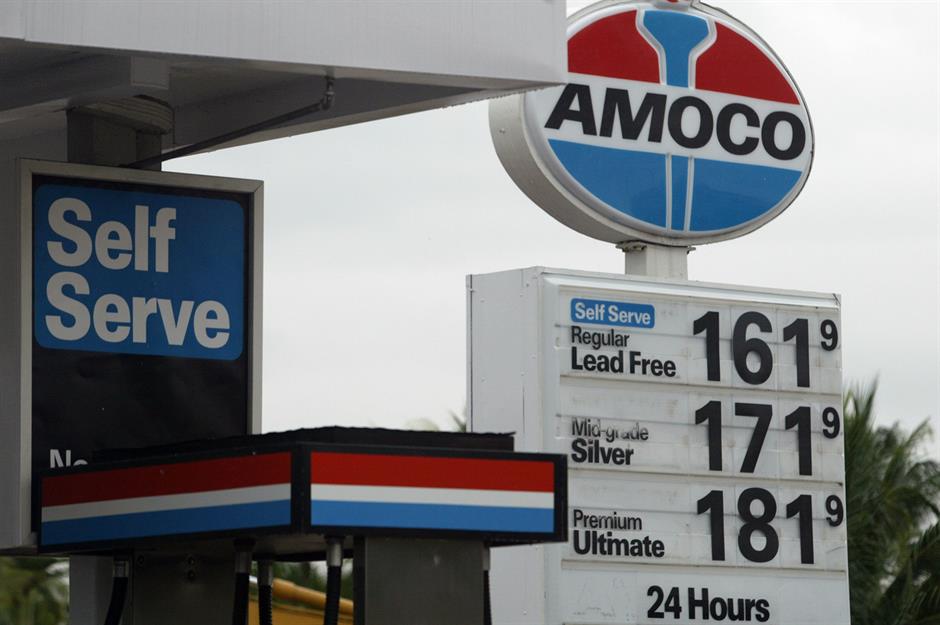 Self
Serve
No
AMOCO
Self Serve
Regular
Lead Free
161 9
Mid-grade
Silver
171 9
Premium
Ultimate
181 9
24 Hours